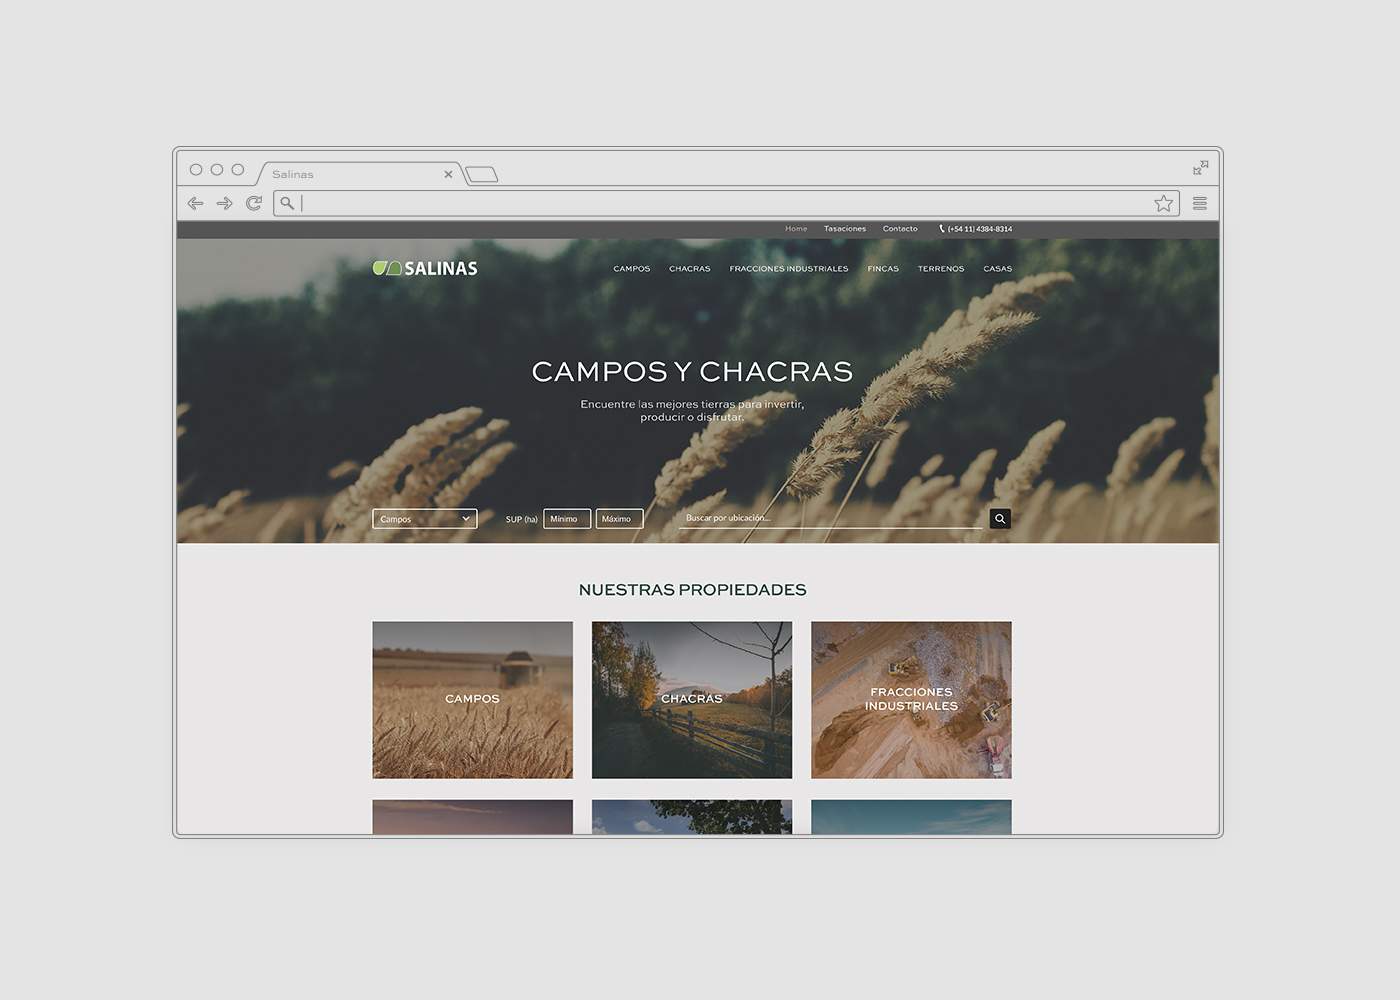 Salinas
Home Tasaciones Contacto (+54 11) 4384-8314
SALINAS CAMPOS CHACRAS FRACCIONES INDUSTRIALES FINCAS TERRENOS CASAS
CAMPOS Y CHACRAS
Encuentre las mejores tierras para invertir,
producir o disfrutar.
Campos SUP (ha) Mínimo Máximo Buscar por ubicación...
NUESTRAS PROPIEDADES
CAMPOS
CHACRAS
FRACCIONES
INDUSTRIALES